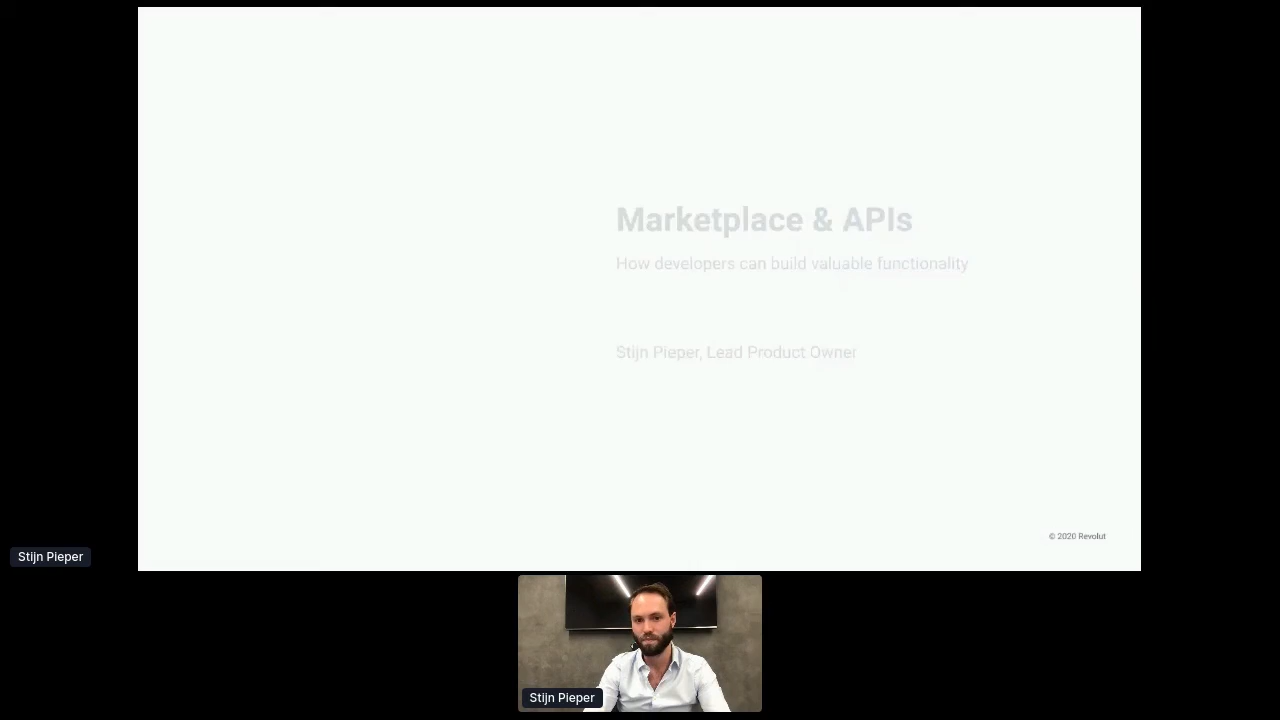 Marketplace & APIs
How developers can build valuable functionality
Stijn Pieper, Lead Product Owner
© 2020 Revolut
Stijn Pieper
Stijn Pieper